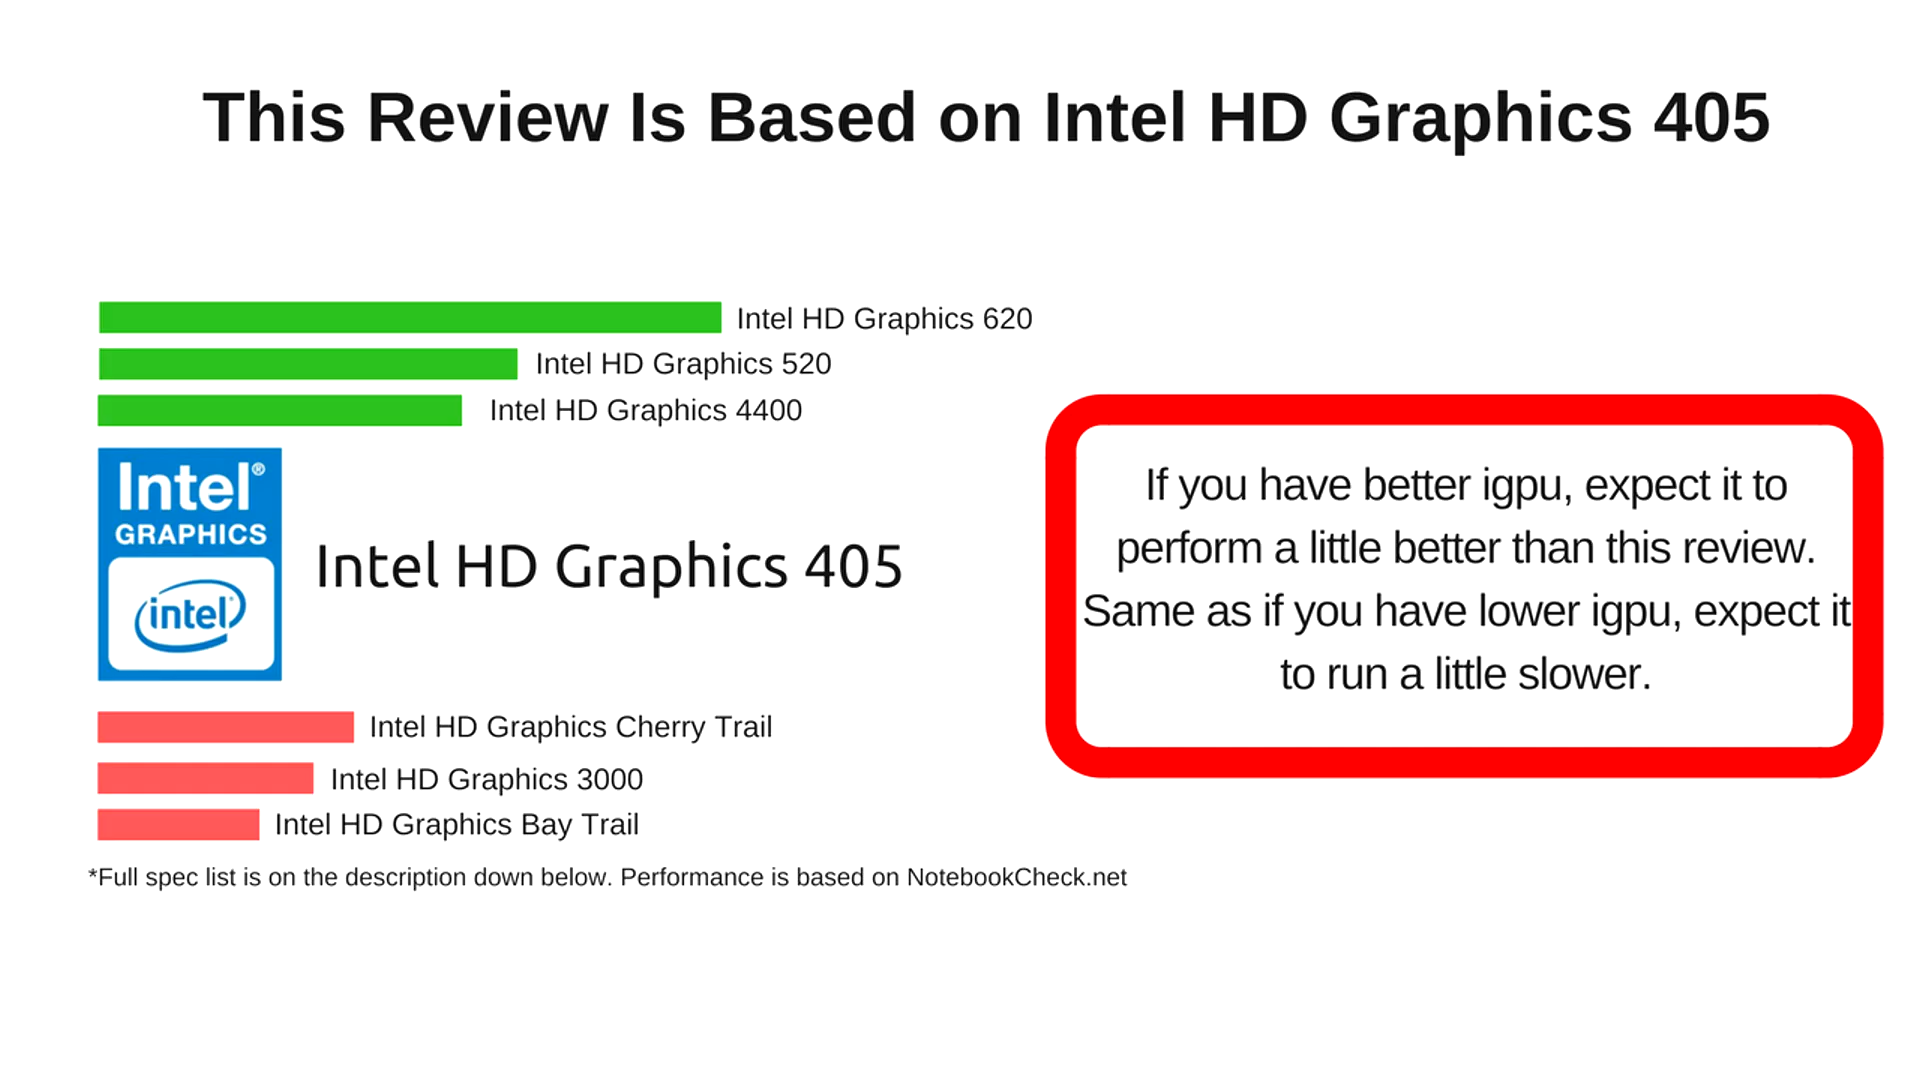 This Review Is Based on Intel HD Graphics 405
Intel HD Graphics 620
Intel HD Graphics 520
Intel HD Graphics 4400
Intel®
GRAPHICS
intel
Intel HD Graphics 405
If you have better igpu, expect it to
perform a little better than this review.
Same as if you have lower igpu, expect it
to run a little slower.
Intel HD Graphics Cherry Trail
Intel HD Graphics 3000
Intel HD Graphics Bay Trail
*Full spec list is on the description down below. Performance is based on NotebookCheck.net